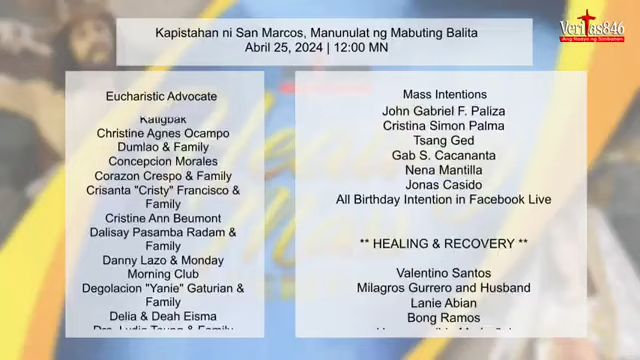 Kapistahan ni San Marcos, Manunulat ng Mabuting Balita
Abril 25, 2024 | 12:00 MN
Veritas846
Ang Radyo ng Simbahan
Eucharistic Advocate
Kaligbak
Christine Agnes Ocampo
Dumlao & Family
Concepcion Morales
Corazon Crespo & Family
Crisanta "Cristy" Francisco &
Family
Cristine Ann Beumont
Dalisay Pasamba Radam &
Family
Danny Lazo & Monday
Morning Club
Degolacion "Yanie" Gaturian &
Family
Delia & Deah Eisma
Mass Intentions
John Gabriel F. Paliza
Cristina Simon Palma
Tsang Ged
Gab S. Cacananta
Nena Mantilla
Jonas Casido
All Birthday Intention in Facebook Live
** HEALING & RECOVERY **
Valentino Santos
Milagros Gurrero and Husband
Lanie Abian
Bong Ramos